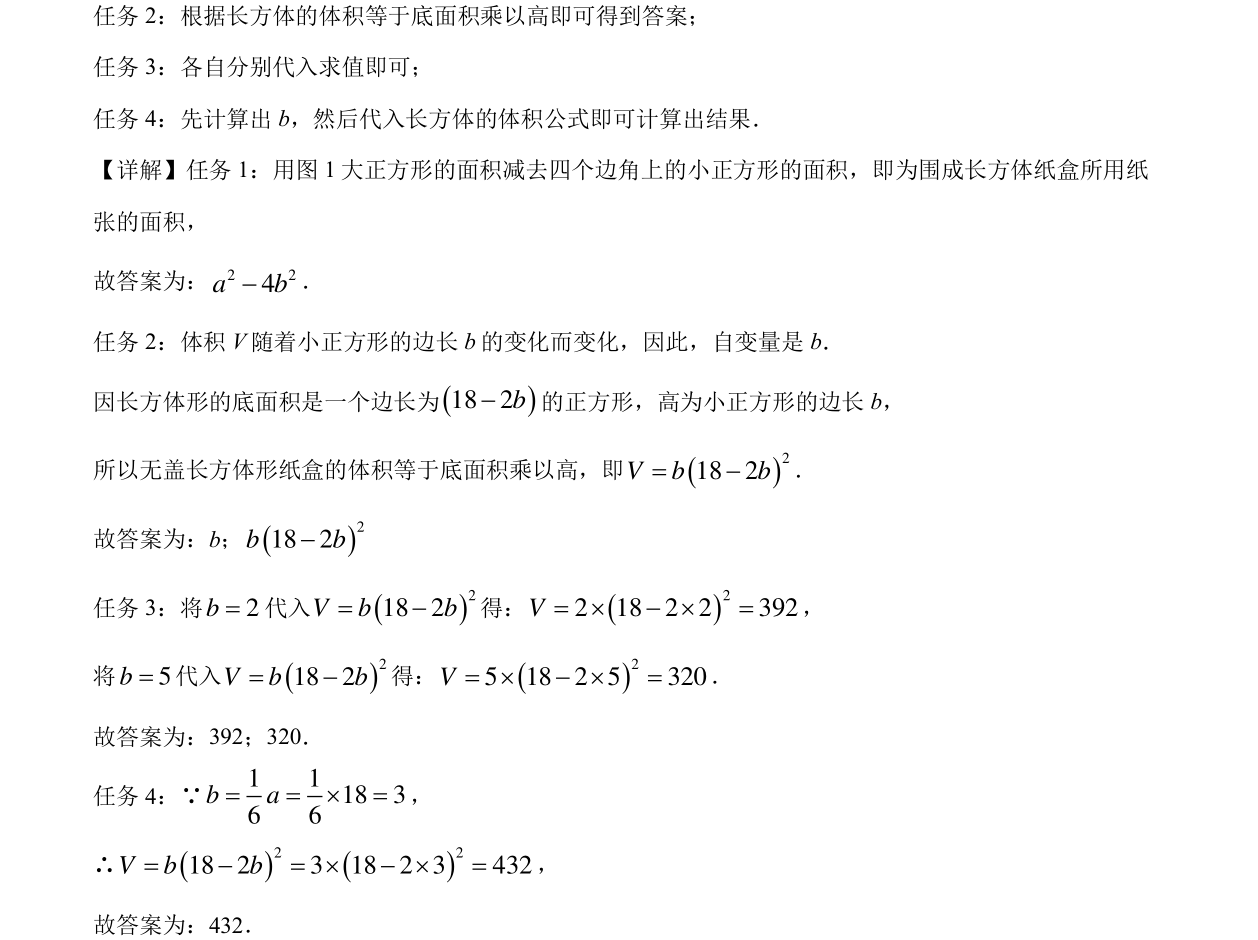 任务 2：根据长方体的体积等于底面积乘以高即可得到答案；
任务 3：各自分别代入求值即可；
任务 4：先计算出 b，然后代入长方体的体积公式即可计算出结果．
【详解】任务 1：用图 1 大正方形的面积减去四个边角上的小正方形的面积，即为围成长方体纸盒所用纸
张的面积，
故答案为：a² − 4b²．
任务 2：体积 V 随着小正方形的边长 b 的变化而变化，因此，自变量是 b．
因长方体形的底面积是一个边长为(18 − 2b)的正方形，高为小正方形的边长 b，
所以无盖长方体形纸盒的体积等于底面积乘以高，即V = b(18 − 2b)²．
故答案为：b；b(18 − 2b)²
任务 3：将b = 2 代入V = b(18 − 2b)²得：V = 2×(18 − 2×2)² = 392，
将b = 5代入V = b(18 − 2b)²得：V = 5×(18 − 2×5)² = 320．
故答案为：392；320．
任务 4：∵b = 1/6 a = 1/6 ×18 = 3，
∴V = b(18 − 2b)² = 3×(18 − 2×3)² = 432，
故答案为：432．